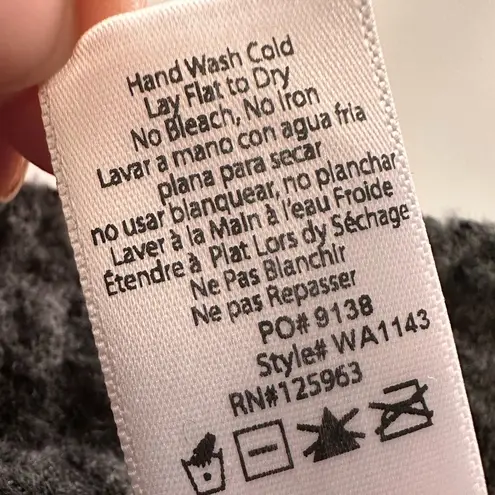 Hand Wash Cold
Lay Flat to Dry
No Bleach, No Iron
Lavar a mano con agua fria
plana para secar
no usar blanquear, no planchar
Laver à la Main à l'eau Froide
Étendre à Plat Lors dy Séchage
Ne Pas Blanchir
Ne pas Repasser
PO# 9138
Style# WA1143
RN#125963